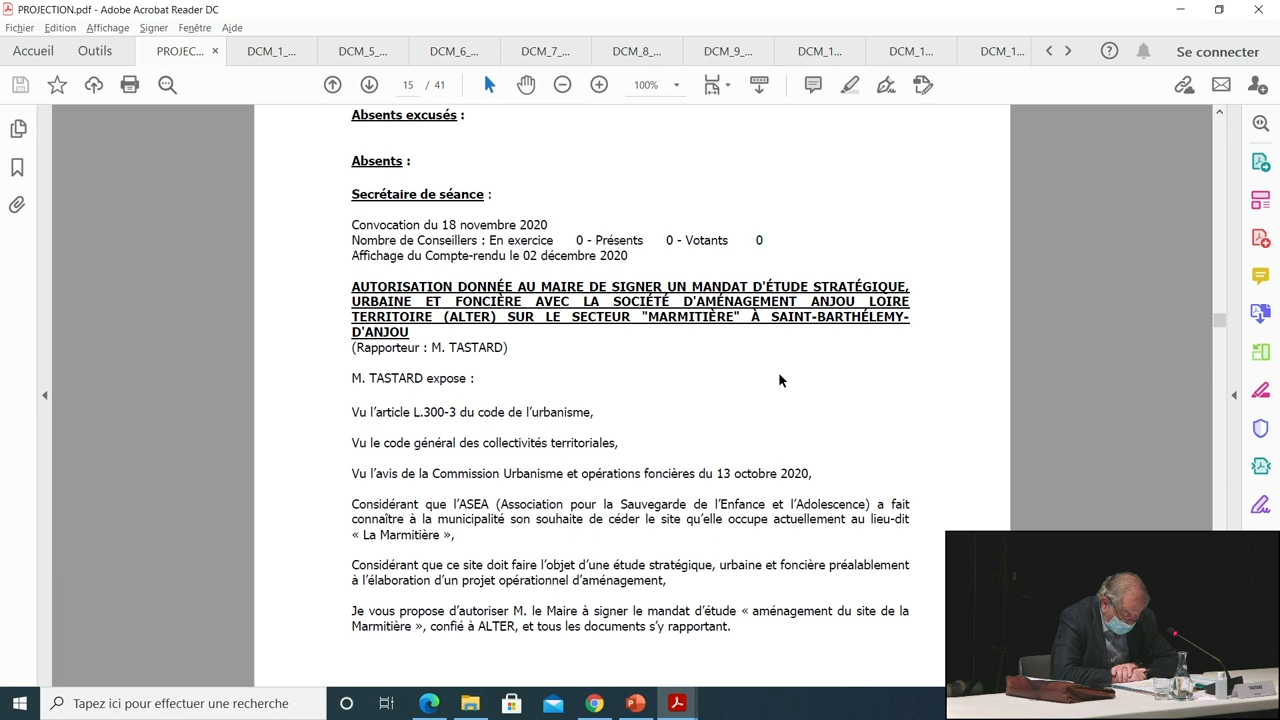 PROJECTION.pdf - Adobe Acrobat Reader DC
Fichier Edition Affichage Signer Fenêtre Aide
Accueil Outils PROJEC... × DCM_1_... DCM_5_... DCM_6_... DCM_7_... DCM_8_... DCM_9_... DCM_1... DCM_1... DCM_1... Se connecter
15 / 41 100%
Absents excusés :
Absents :
Secrétaire de séance :
Convocation du 18 novembre 2020
Nombre de Conseillers : En exercice 0 - Présents 0 - Votants 0
Affichage du Compte-rendu le 02 décembre 2020
AUTORISATION DONNÉE AU MAIRE DE SIGNER UN MANDAT D'ÉTUDE STRATÉGIQUE,
URBAINE ET FONCIÈRE AVEC LA SOCIÉTÉ D'AMÉNAGEMENT ANJOU LOIRE
TERRITOIRE (ALTER) SUR LE SECTEUR "MARMITIÈRE" À SAINT-BARTHÉLEMY-
D'ANJOU
(Rapporteur : M. TASTARD)
M. TASTARD expose :
Vu l'article L.300-3 du code de l'urbanisme,
Vu le code général des collectivités territoriales,
Vu l'avis de la Commission Urbanisme et opérations foncières du 13 octobre 2020,
Considérant que l'ASEA (Association pour la Sauvegarde de l'Enfance et l'Adolescence) a fait
connaître à la municipalité son souhaite de céder le site qu'elle occupe actuellement au lieu-dit
« La Marmitière »,
Considérant que ce site doit faire l'objet d'une étude stratégique, urbaine et foncière préalablement
à l'élaboration d'un projet opérationnel d'aménagement,
Je vous propose d'autoriser M. le Maire à signer le mandat d'étude « aménagement du site de la
Marmitière », confié à ALTER, et tous les documents s'y rapportant.
Tapez ici pour effectuer une recherche